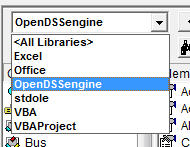 OpenDSSengine
<All Libraries>
Excel
Office
OpenDSSengine
stdole
VBA
VBAProject
Bus